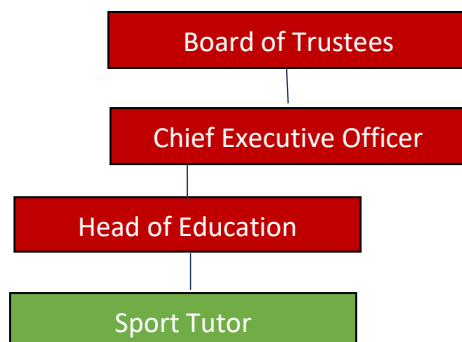 Board of Trustees
Chief Executive Officer
Head of Education
Sport Tutor